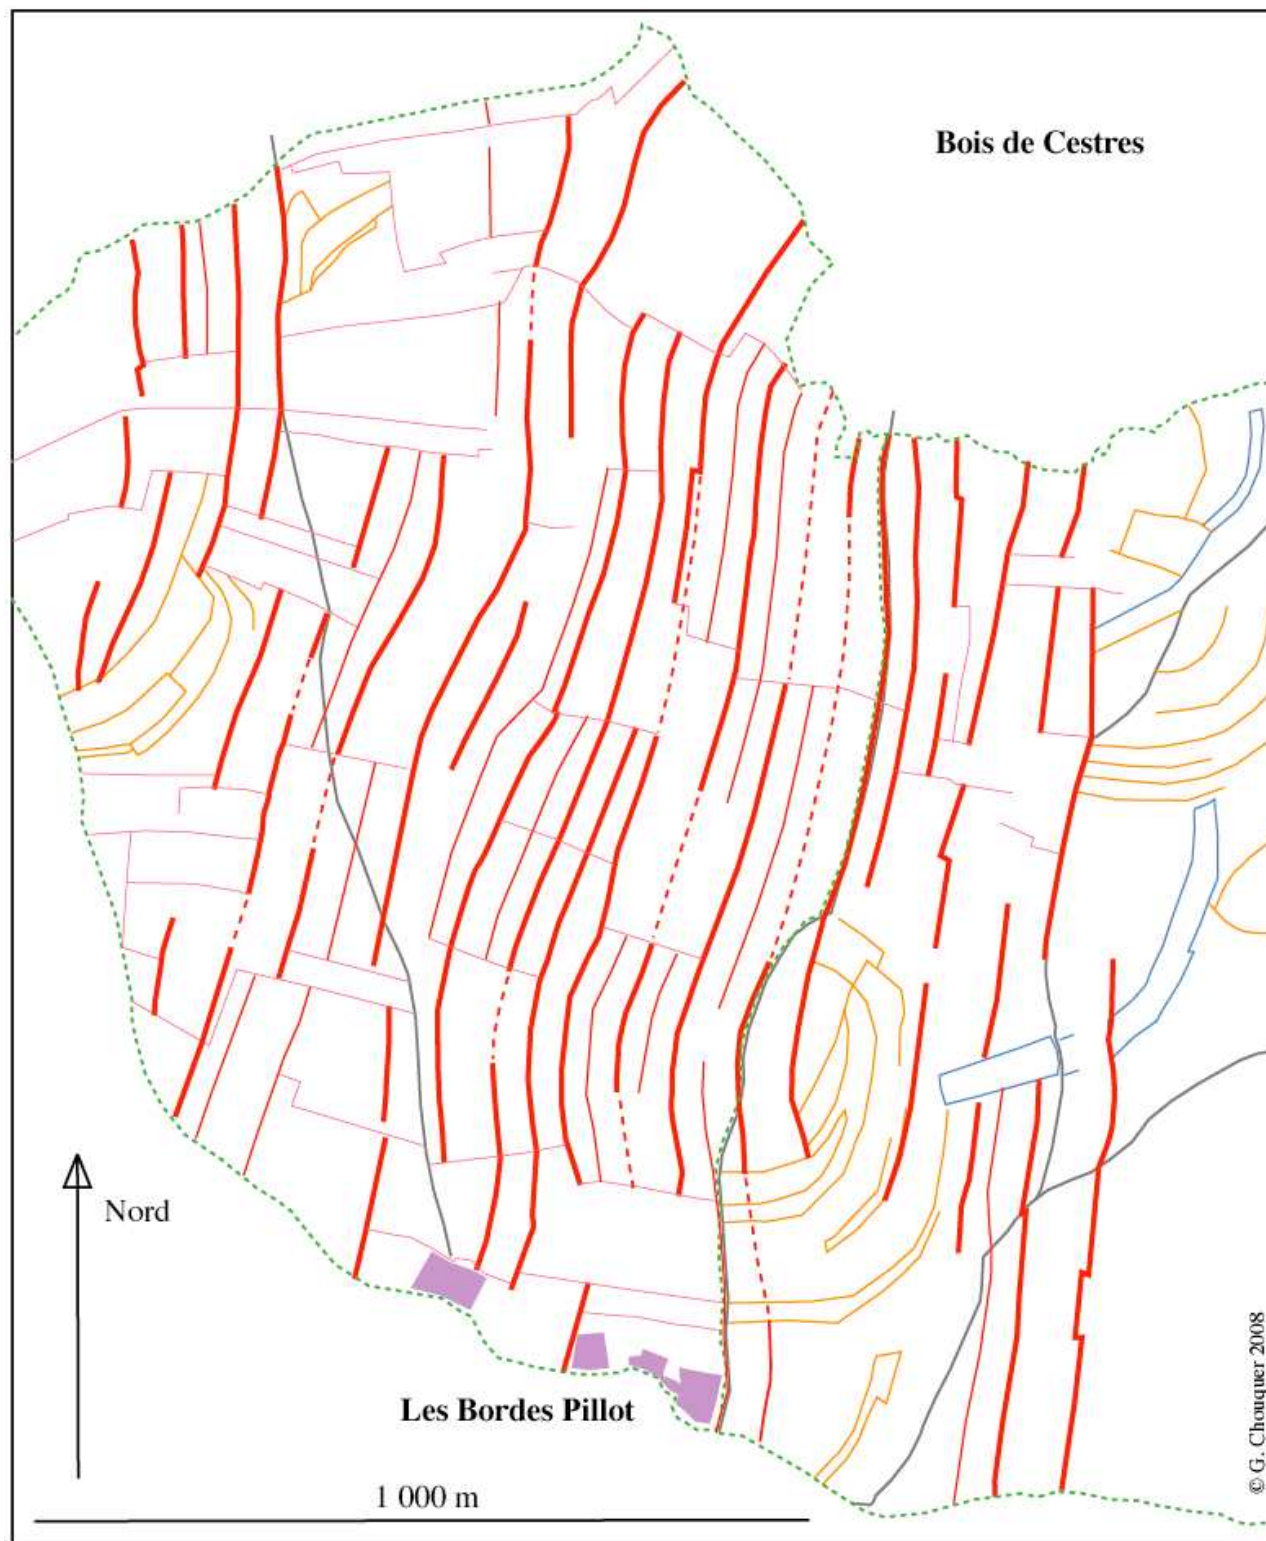 Bois de Cestres
Nord
Les Bordes Pillot
1 000 m
© G. Chouquer 2008